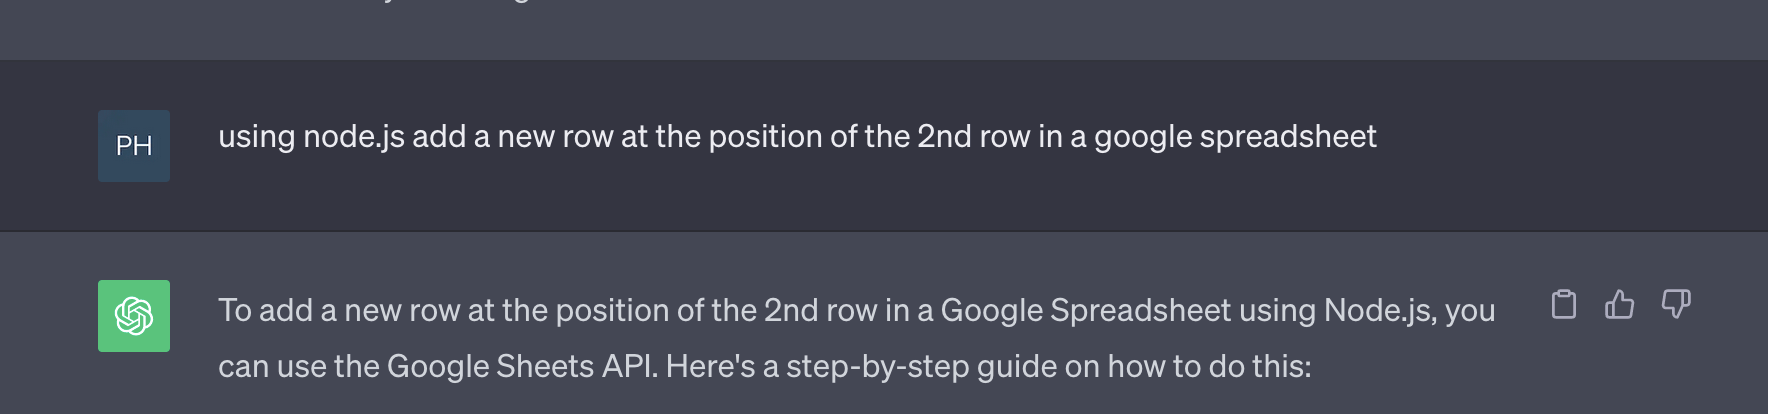 using node.js add a new row at the position of the 2nd row in a google spreadsheet
PH
To add a new row at the position of the 2nd row in a Google Spreadsheet using Node.js, you
can use the Google Sheets API. Here's a step-by-step guide on how to do this: